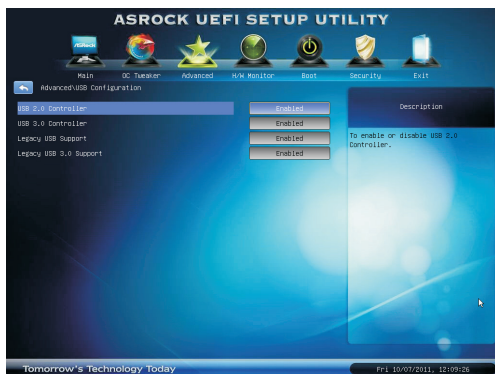 ASROCK UEFI SETUP UTILITY
ASRock
Main OC Tweaker Advanced H/W Monitor Boot Security Exit
Advanced\USB Configuration
USB 2.0 Controller Enabled
USB 3.0 Controller Enabled
Legacy USB Support Enabled
Legacy USB 3.0 Support Enabled
Description
To enable or disable USB 2.0
Controller.
Tomorrow's Technology Today
Fri 10/07/2011, 12:09:26